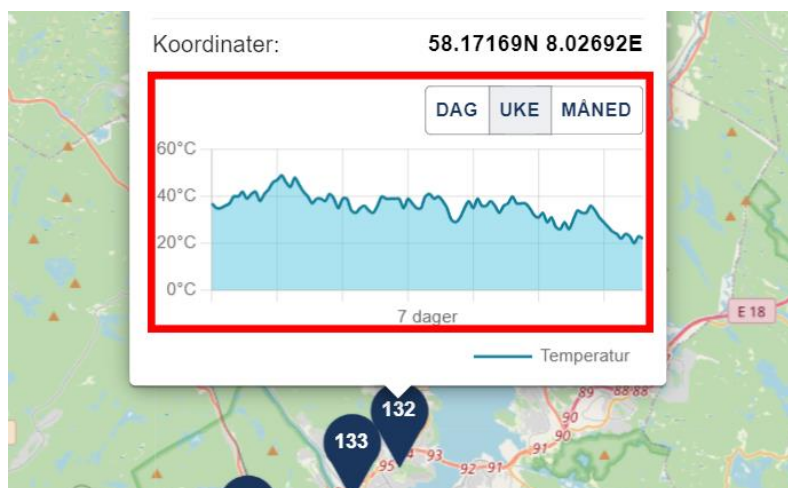 Koordinater: 58.17169N 8.02692E
DAG UKE MÅNED
60°C
40°C
20°C
0°C
7 dager
Temperatur
E 18
89 88 88
90
132
133
90
91
93
92
91
95